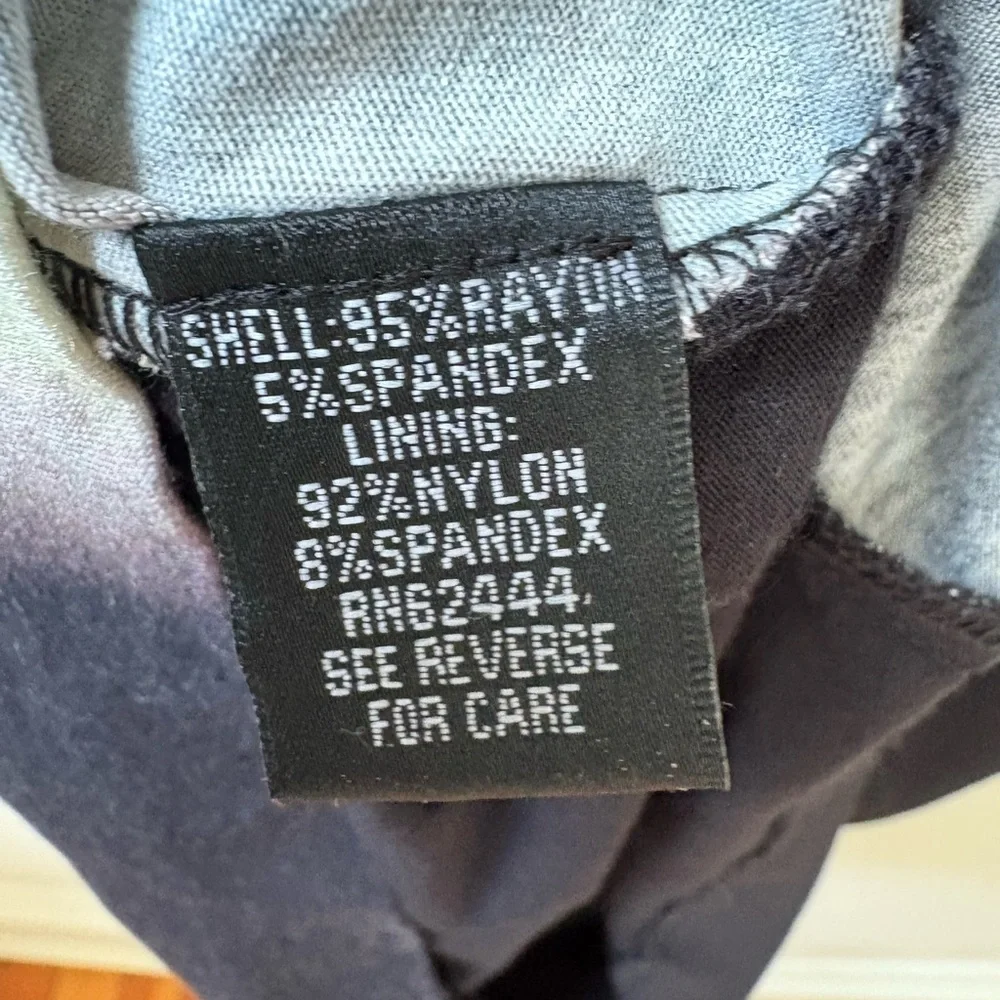 SHELL:95%RAYON
5%SPANDEX
LINING:
92%NYLON
8%SPANDEX
RN62444,
SEE REVERSE
FOR CARE